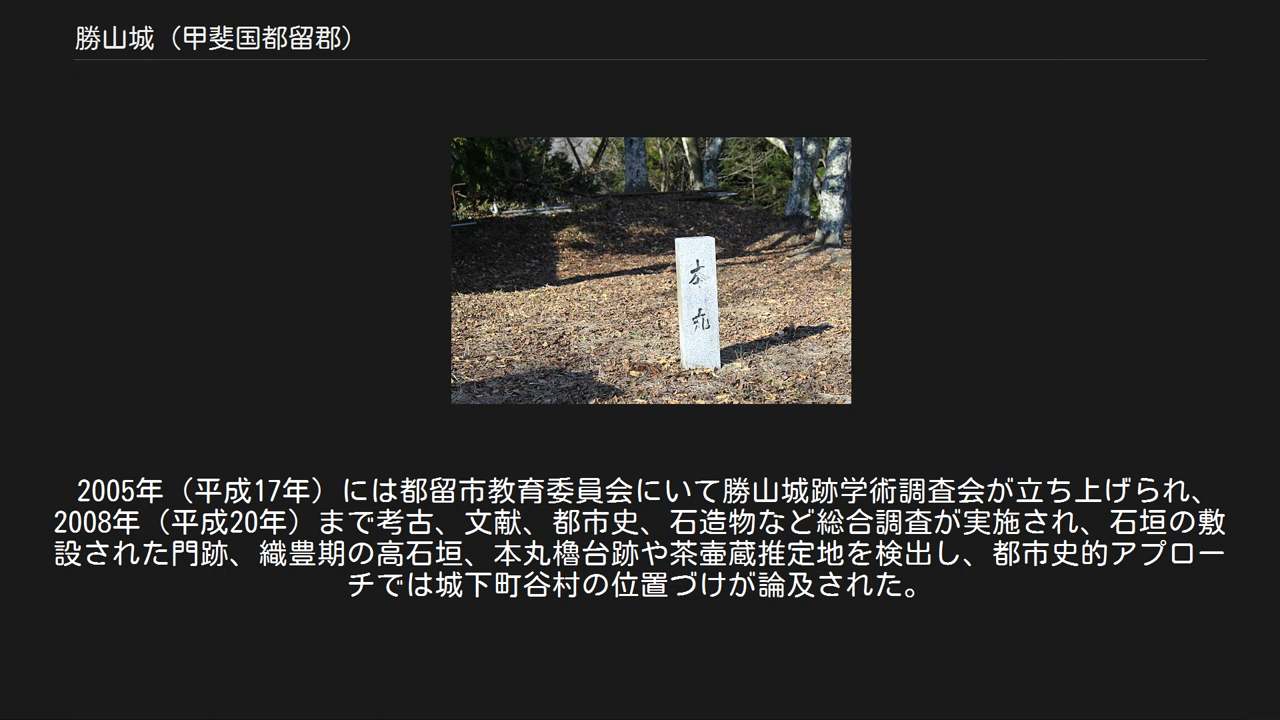 勝山城（甲斐国都留郡）
本丸
2005年（平成17年）には都留市教育委員会にいて勝山城跡学術調査会が立ち上げられ、
2008年（平成20年）まで考古、文献、都市史、石造物など総合調査が実施され、石垣の敷
設された門跡、織豊期の高石垣、本丸櫓台跡や茶壷蔵推定地を検出し、都市史的アプロー
チでは城下町谷村の位置づけが論及された。